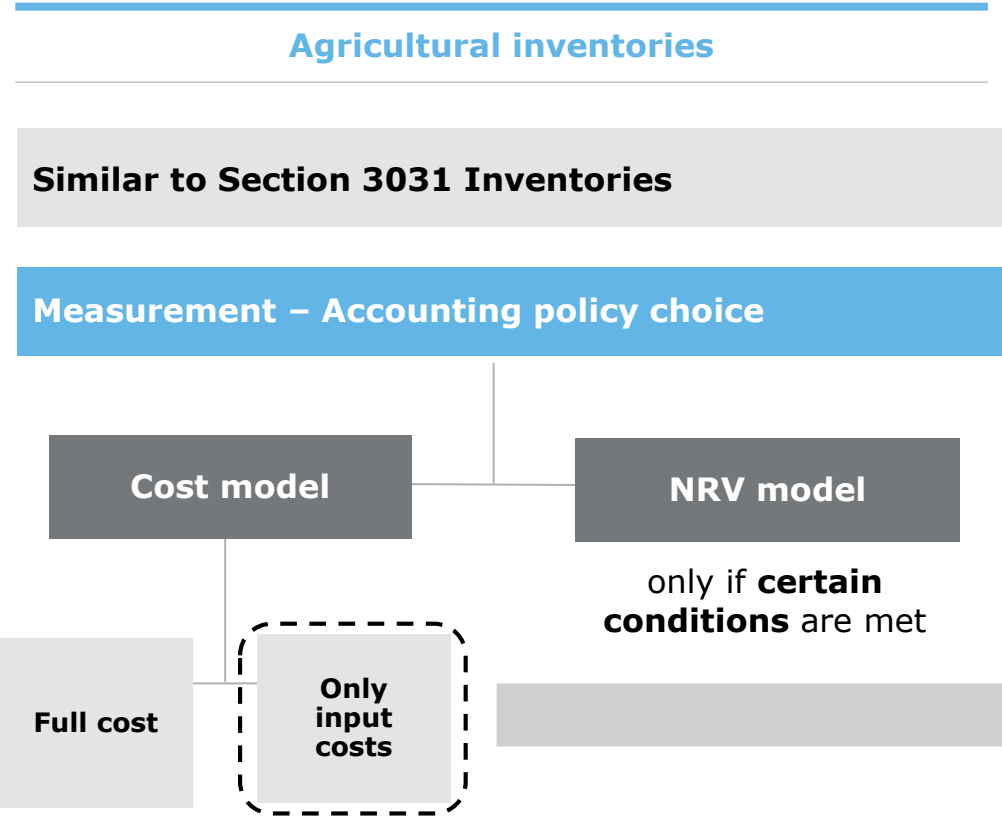 Agricultural inventories
Similar to Section 3031 Inventories
Measurement – Accounting policy choice
Cost model
NRV model
only if certain
conditions are met
Full cost
Only
input
costs